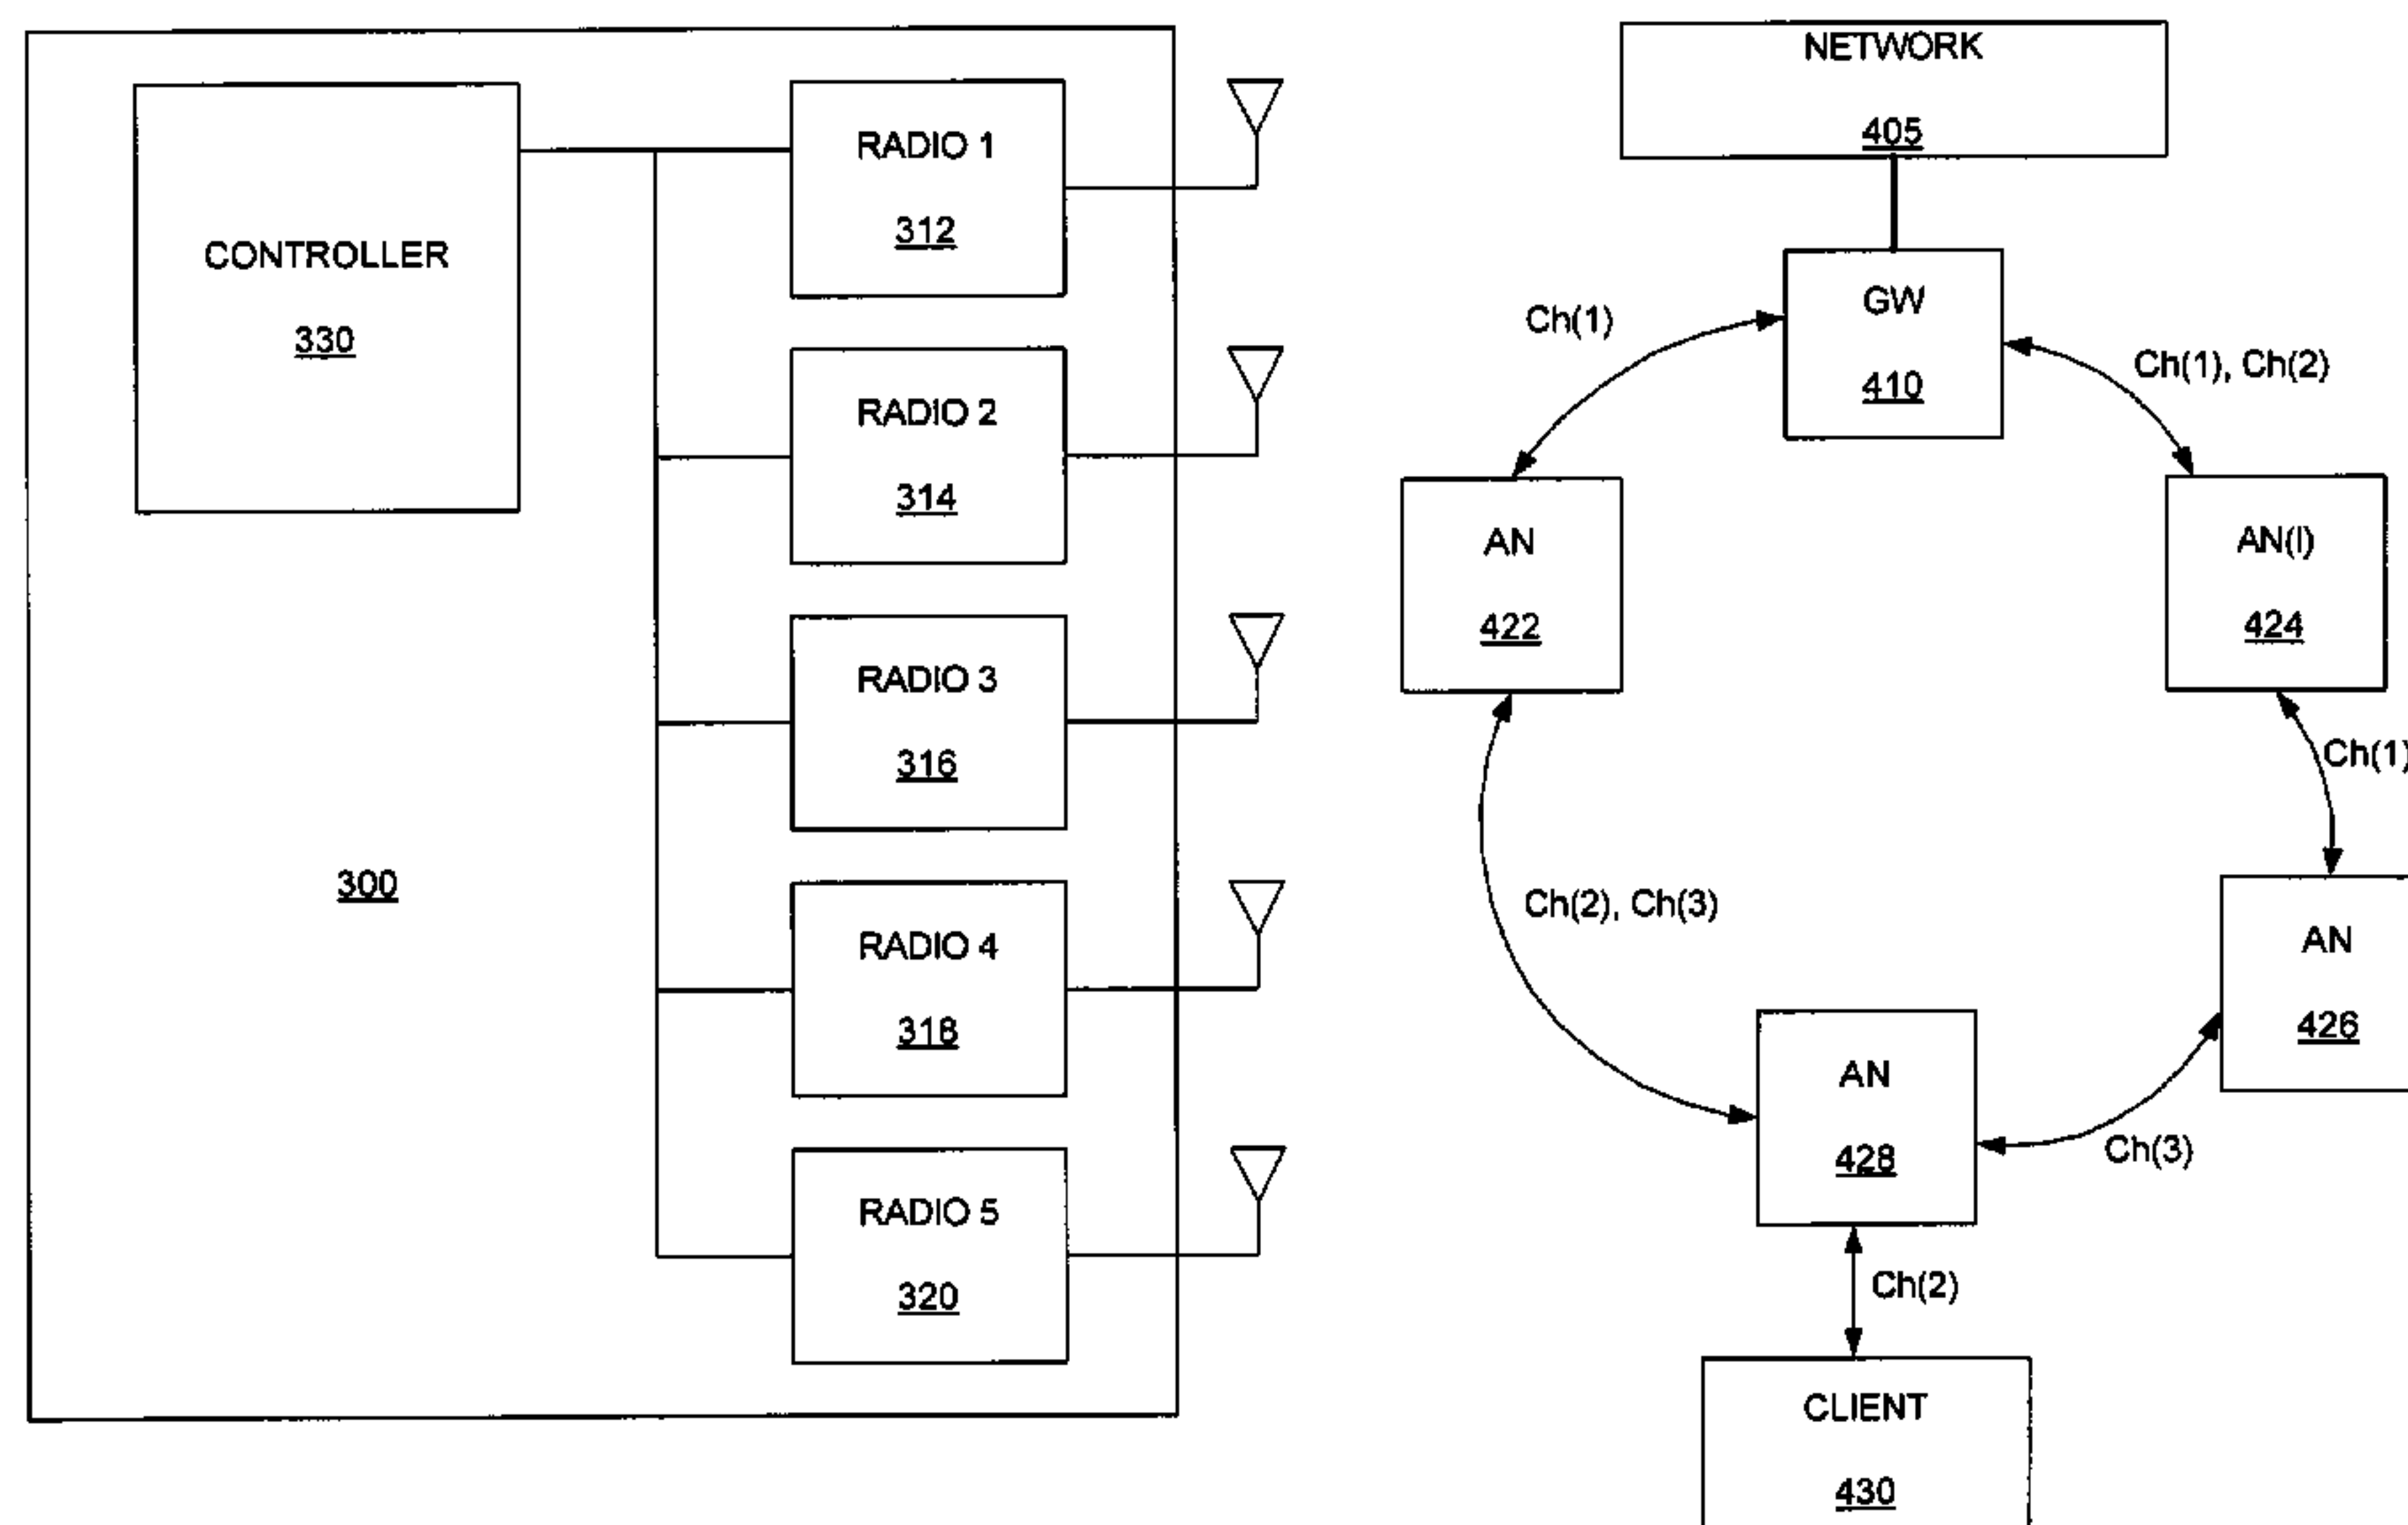 CONTROLLER
330
300
RADIO 1
312
RADIO 2
314
RADIO 3
316
RADIO 4
318
RADIO 5
320
NETWORK
405
GW
410
Ch(1)
Ch(1), Ch(2)
AN
422
AN(I)
424
Ch(1)
Ch(2), Ch(3)
AN
426
AN
428
Ch(3)
Ch(2)
CLIENT
430